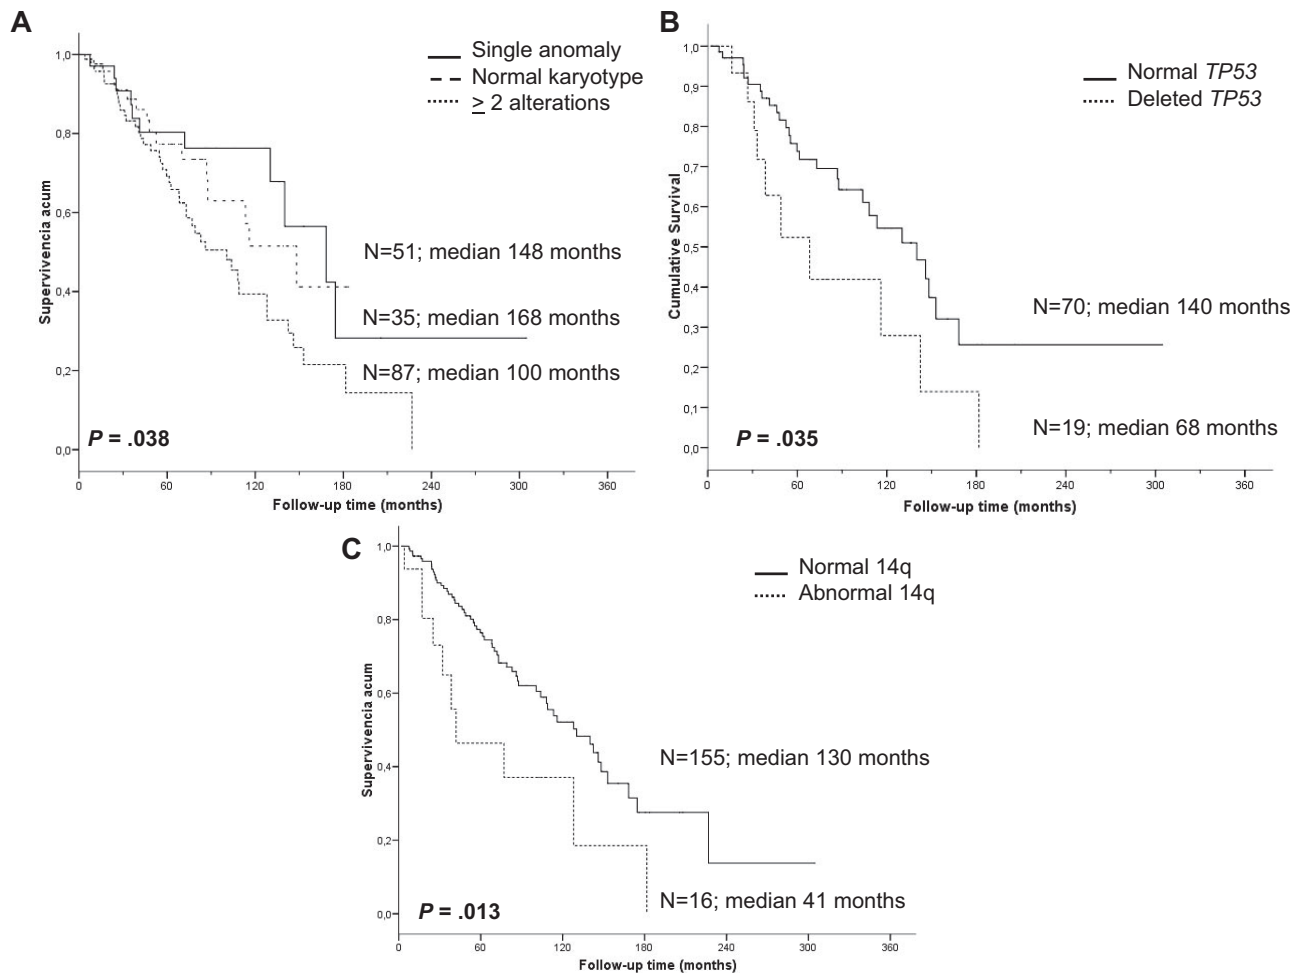 A
Single anomaly
Normal karyotype
≥ 2 alterations
1,0
0,8
0,6
0,4
0,2
0,0
Supervivencia acum
N=51; median 148 months
N=35; median 168 months
N=87; median 100 months
P = .038
0 60 120 180 240 300 360
Follow-up time (months)
B
Normal TP53
Deleted TP53
1,0
0,9
0,8
0,7
0,6
0,5
0,4
0,3
0,2
0,1
0,0
Cumulative Survival
N=70; median 140 months
N=19; median 68 months
P = .035
0 60 120 180 240 300 360
Follow-up time (months)
C
Normal 14q
Abnormal 14q
1,0
0,8
0,6
0,4
0,2
0,0
Supervivencia acum
N=155; median 130 months
N=16; median 41 months
P = .013
0 60 120 180 240 300 360
Follow-up time (months)